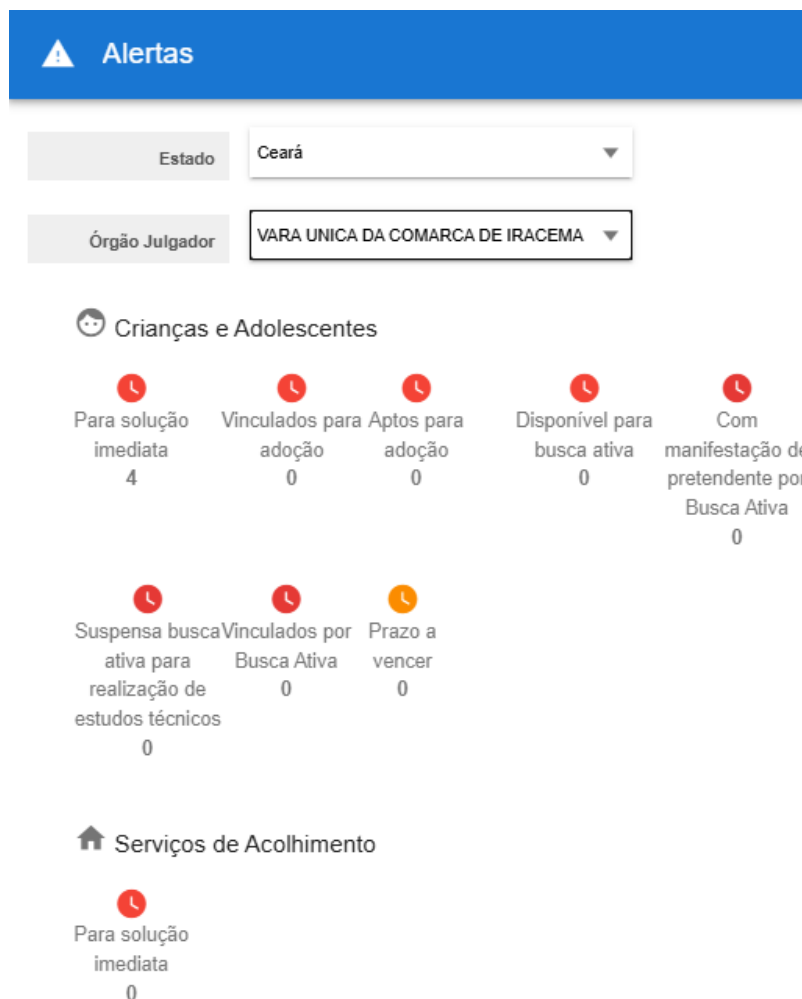 Alertas
Estado
Ceará
Órgão Julgador
VARA UNICA DA COMARCA DE IRACEMA
Crianças e Adolescentes
Para solução
imediata
4
Vinculados para
adoção
0
Aptos para
adoção
0
Disponível para
busca ativa
0
Com
manifestação de
pretendente por
Busca Ativa
0
Suspensa busca
ativa para
realização de
estudos técnicos
0
Vinculados por
Busca Ativa
0
Prazo a
vencer
0
Serviços de Acolhimento
Para solução
imediata
0